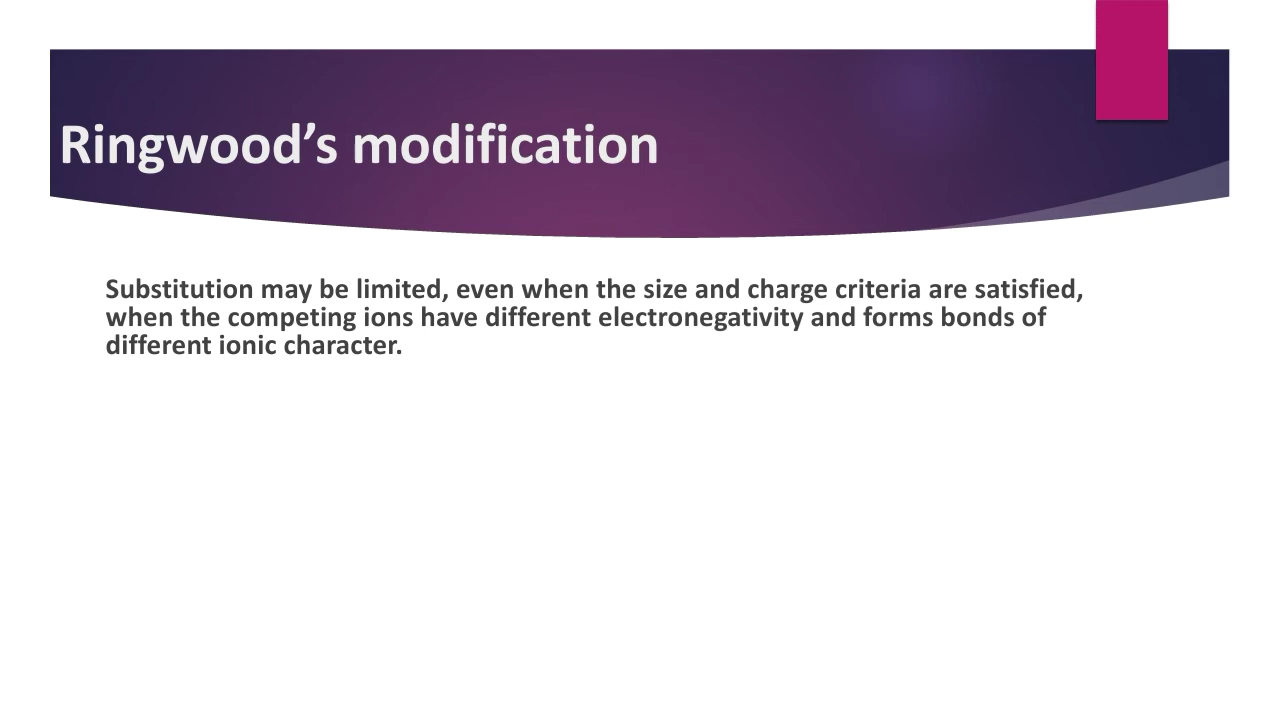 Ringwood’s modification
Substitution may be limited, even when the size and charge criteria are satisfied,
when the competing ions have different electronegativity and forms bonds of
different ionic character.